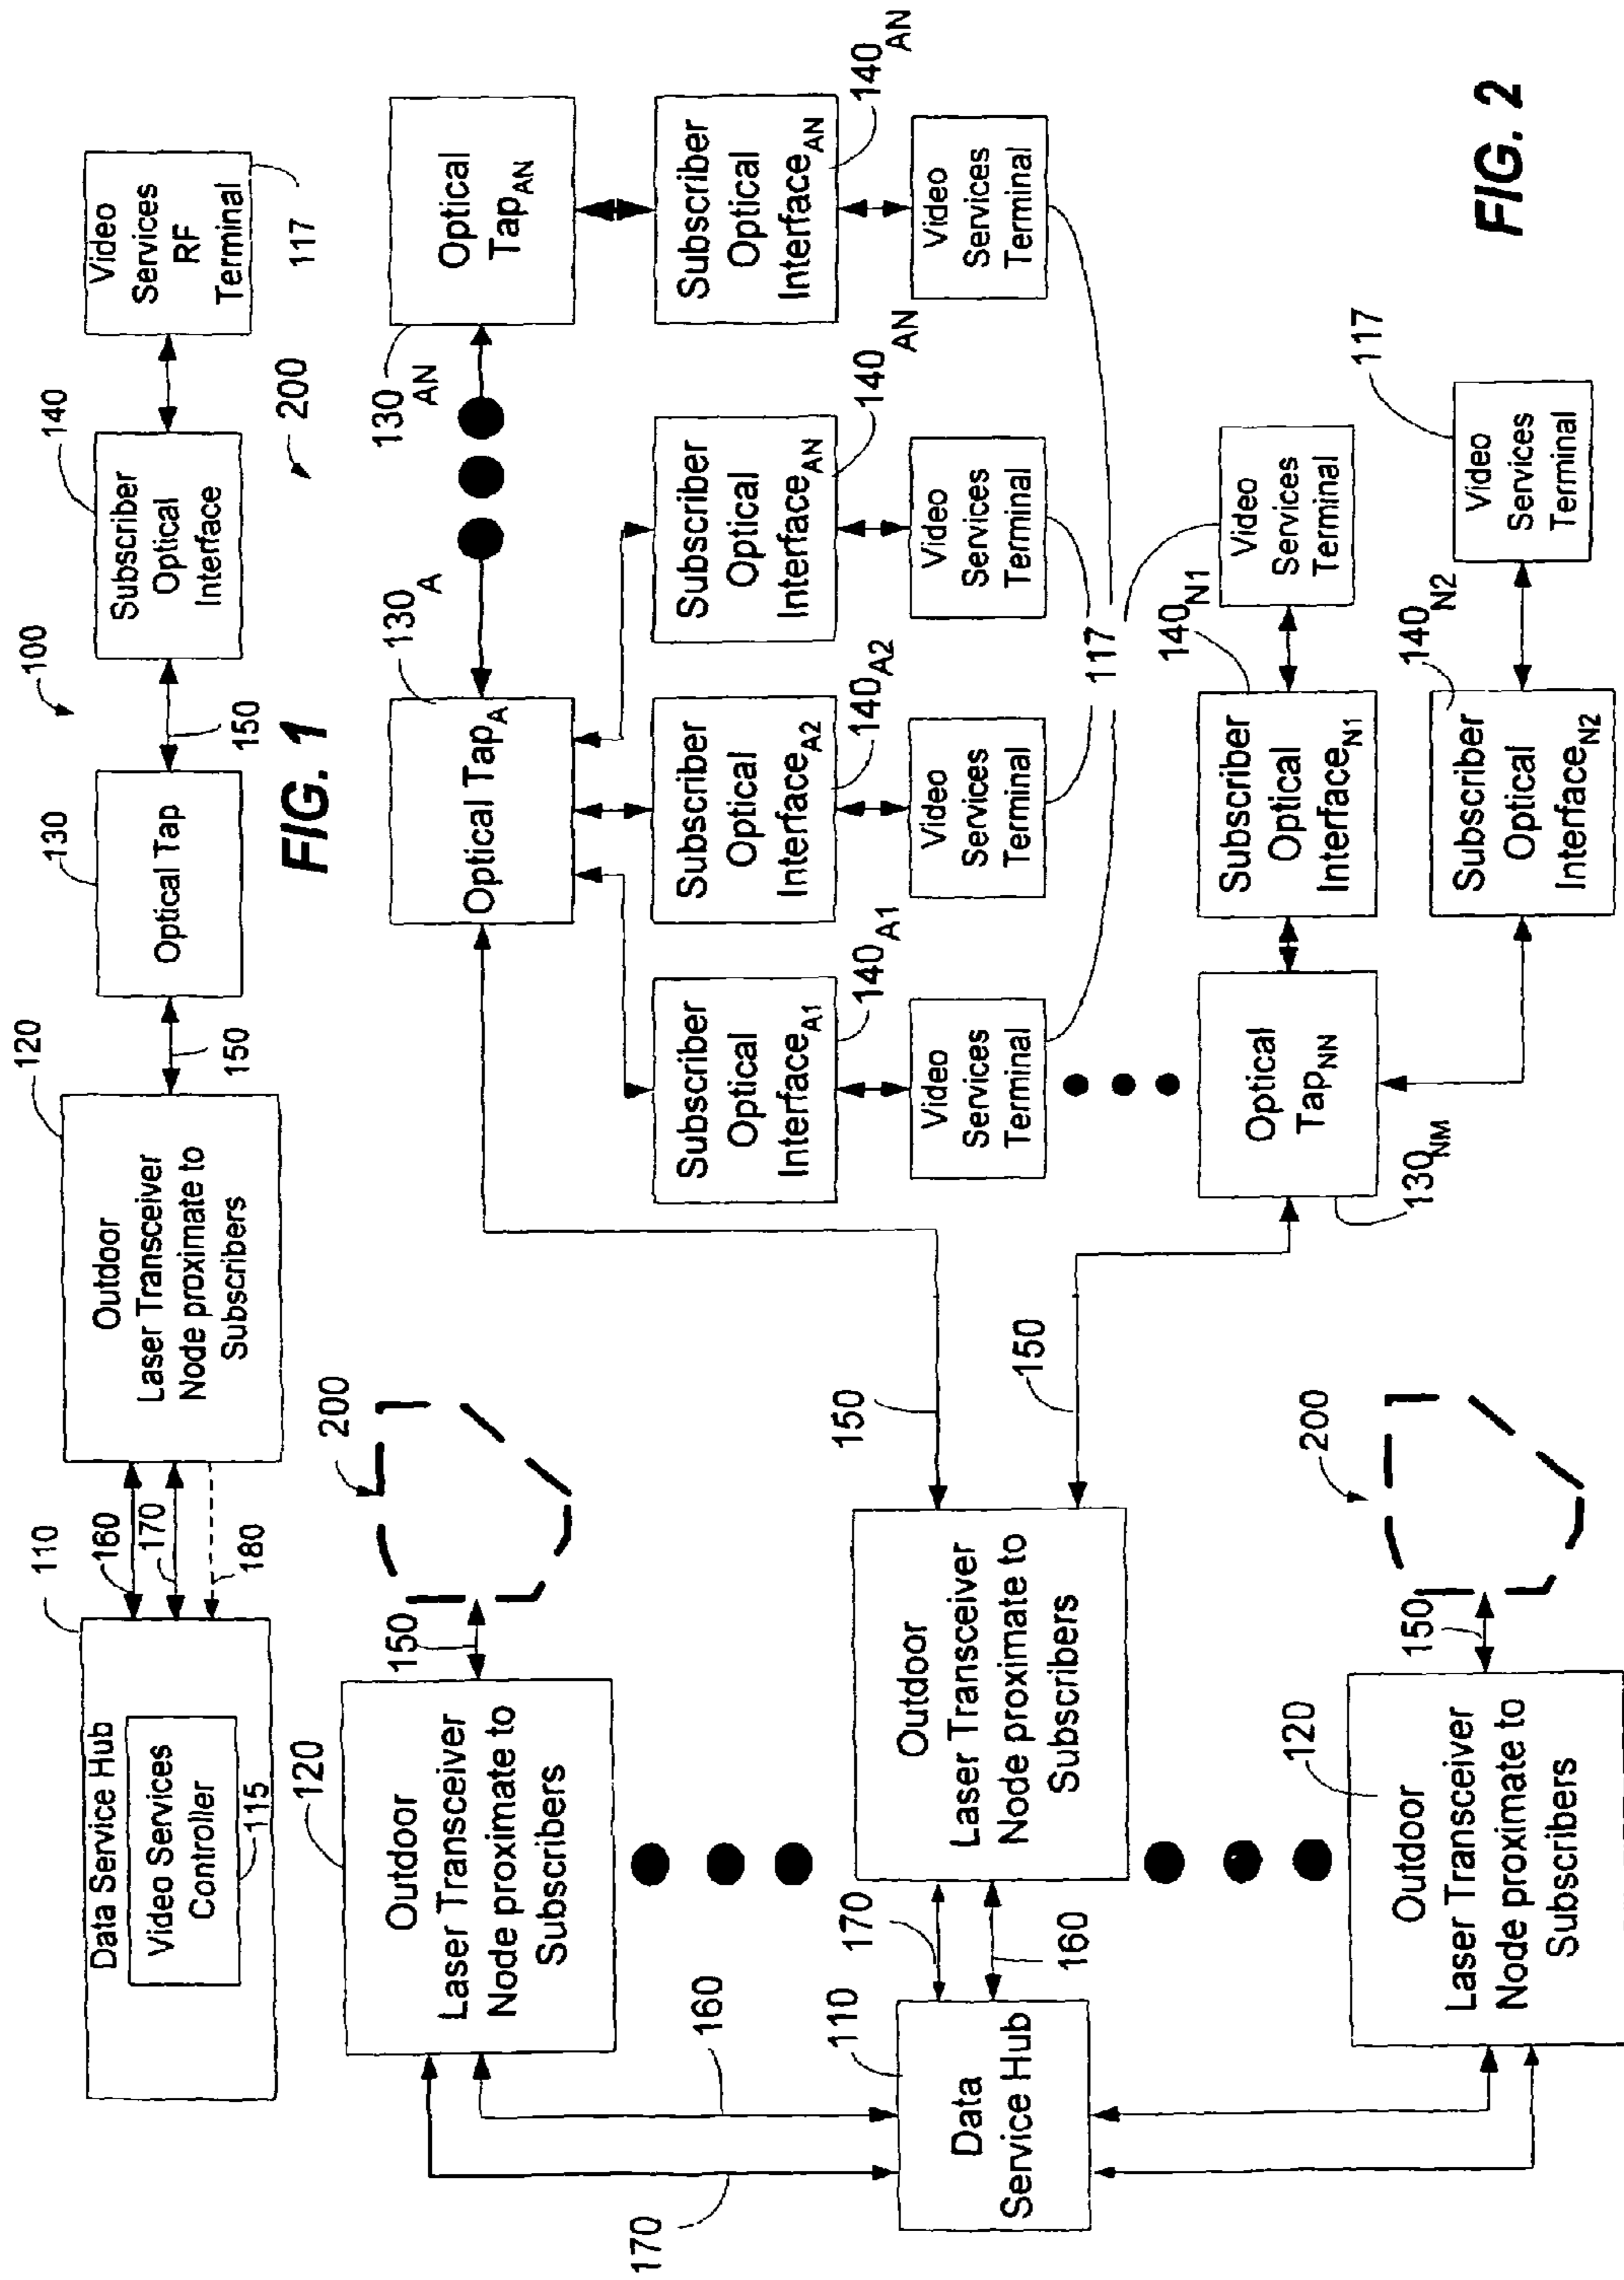 100
110
Data Service Hub
Video Services
Controller
115
160
170
180
120
Outdoor
Laser Transceiver
Node proximate to
Subscribers
150
130
Optical Tap
150
140
Subscriber
Optical
Interface
Video
Services
RF
Terminal
117
FIG. 1
200
120
Outdoor
Laser Transceiver
Node proximate to
Subscribers
150
200
170
160
110
Data
Service Hub
170
160
Outdoor
Laser Transceiver
Node proximate to
Subscribers
150
150
120
Outdoor
Laser Transceiver
Node proximate to
Subscribers
150
200
130A
Optical TapA
130AN
Optical
TapAN
Subscriber
Optical
InterfaceA1
140A1
Subscriber
Optical
InterfaceA2
140A2
Subscriber
Optical
InterfaceAN
140AN
Subscriber
Optical
InterfaceAN
140AN
Video
Services
Terminal
Video
Services
Terminal
Video
Services
Terminal
Video
Services
Terminal
117
Optical
TapNN
130NM
Subscriber
Optical
InterfaceN1
140N1
Video
Services
Terminal
Subscriber
Optical
InterfaceN2
140N2
Video
Services
Terminal
117
FIG. 2